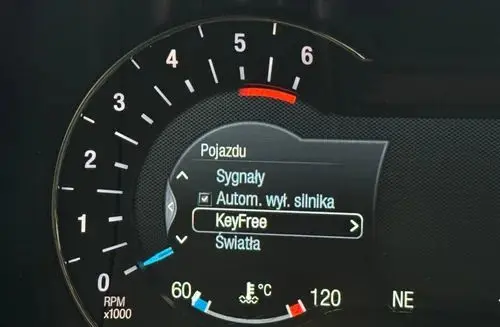 6
5
4
3
2
1
0
RPM
x1000
Pojazdu
Sygnały
Autom. wył. silnika
KeyFree
Światła
60
°C
120
NE